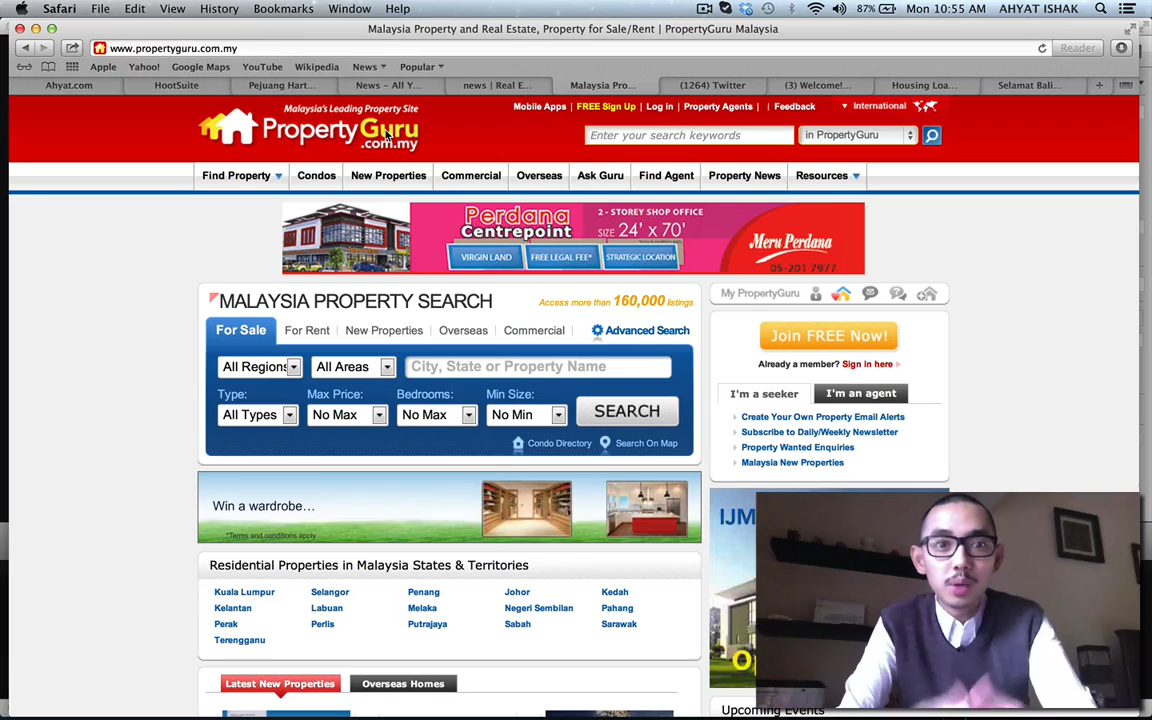 Safari File Edit View History Bookmarks Window Help 87% Mon 10:55 AM AHYAT ISHAK
Malaysia Property and Real Estate, Property for Sale/Rent | PropertyGuru Malaysia
www.propertyguru.com.my Reader
Apple Yahoo! Google Maps YouTube Wikipedia News Popular
Ahyat.com HootSuite Pejuang Hart... News – All Y... news | Real E... Malaysia Pro... (1264) Twitter (3) Welcome!... Housing Loa... Selamat Bali...
Malaysia's Leading Property Site
PropertyGuru
.com.my
Mobile Apps FREE Sign Up | Log in | Property Agents | Feedback International
Enter your search keywords in PropertyGuru
Find Property Condos New Properties Commercial Overseas Ask Guru Find Agent Property News Resources
Perdana
Centrepoint
2 - STOREY SHOP OFFICE
SIZE 24' x 70'
VIRGIN LAND FREE LEGAL FEE* STRATEGIC LOCATION
Meru Perdana
05-201 7977
MALAYSIA PROPERTY SEARCH Access more than 160,000 listings
For Sale For Rent New Properties Overseas Commercial Advanced Search
All Regions All Areas City, State or Property Name
Type: Max Price: Bedrooms: Min Size:
All Types No Max No Max No Min SEARCH
Condo Directory Search On Map
My PropertyGuru
Join FREE Now!
Already a member? Sign in here
I'm a seeker I'm an agent
Create Your Own Property Email Alerts
Subscribe to Daily/Weekly Newsletter
Property Wanted Enquiries
Malaysia New Properties
Win a wardrobe…
*Terms and conditions apply.
IJM
Residential Properties in Malaysia States & Territories
Kuala Lumpur Selangor Penang Johor Kedah
Kelantan Labuan Melaka Negeri Sembilan Pahang
Perak Perlis Putrajaya Sabah Sarawak
Terengganu
Latest New Properties Overseas Homes
Upcoming Events